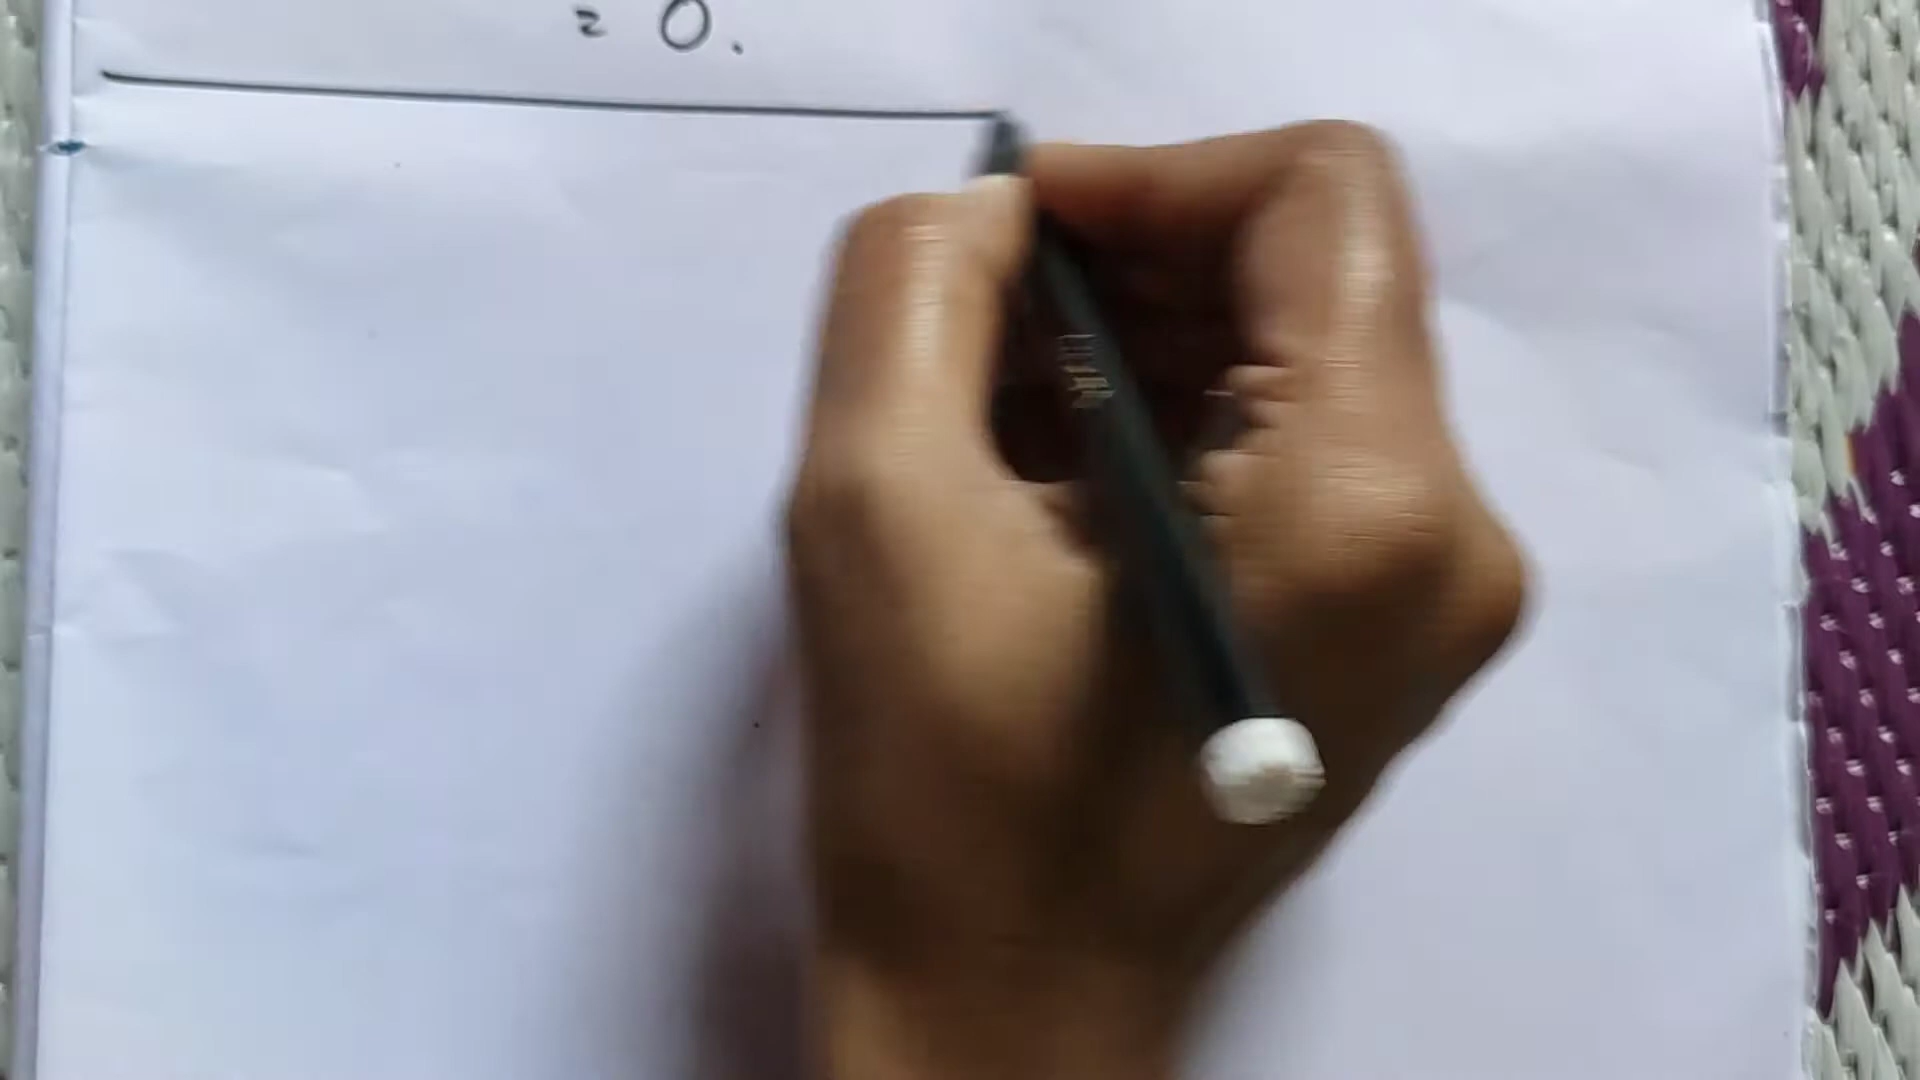 = 0.